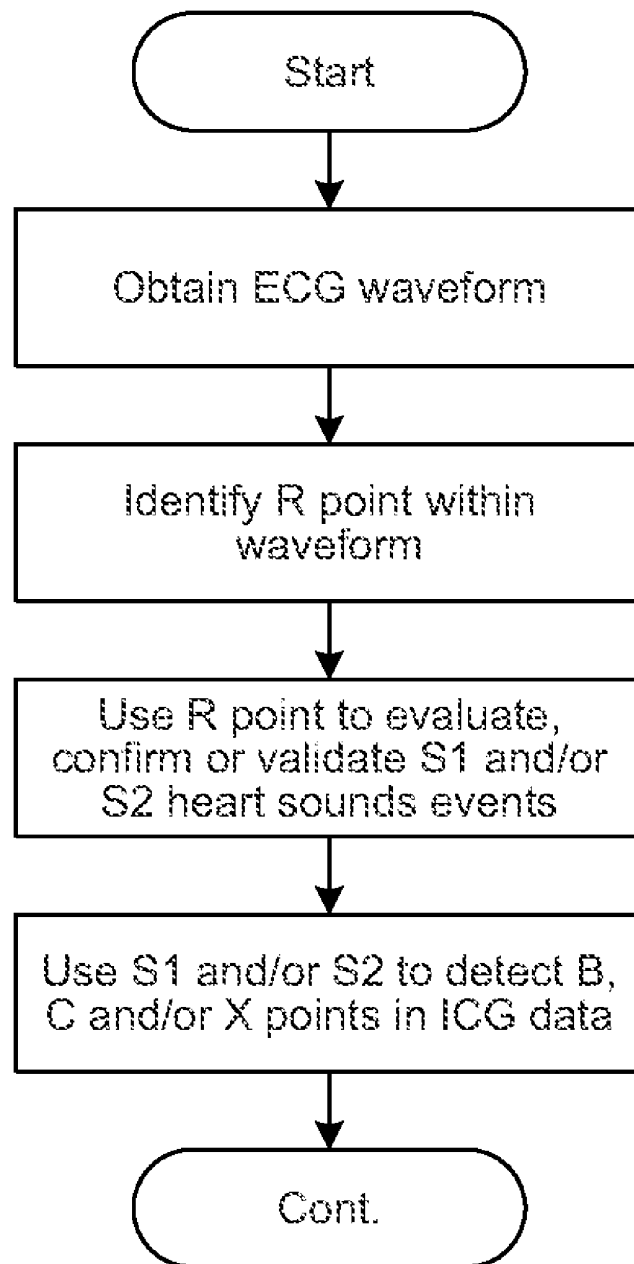 Start
Obtain ECG waveform
Identify R point within
waveform
Use R point to evaluate,
confirm or validate S1 and/or
S2 heart sounds events
Use S1 and/or S2 to detect B,
C and/or X points in ICG data
Cont.